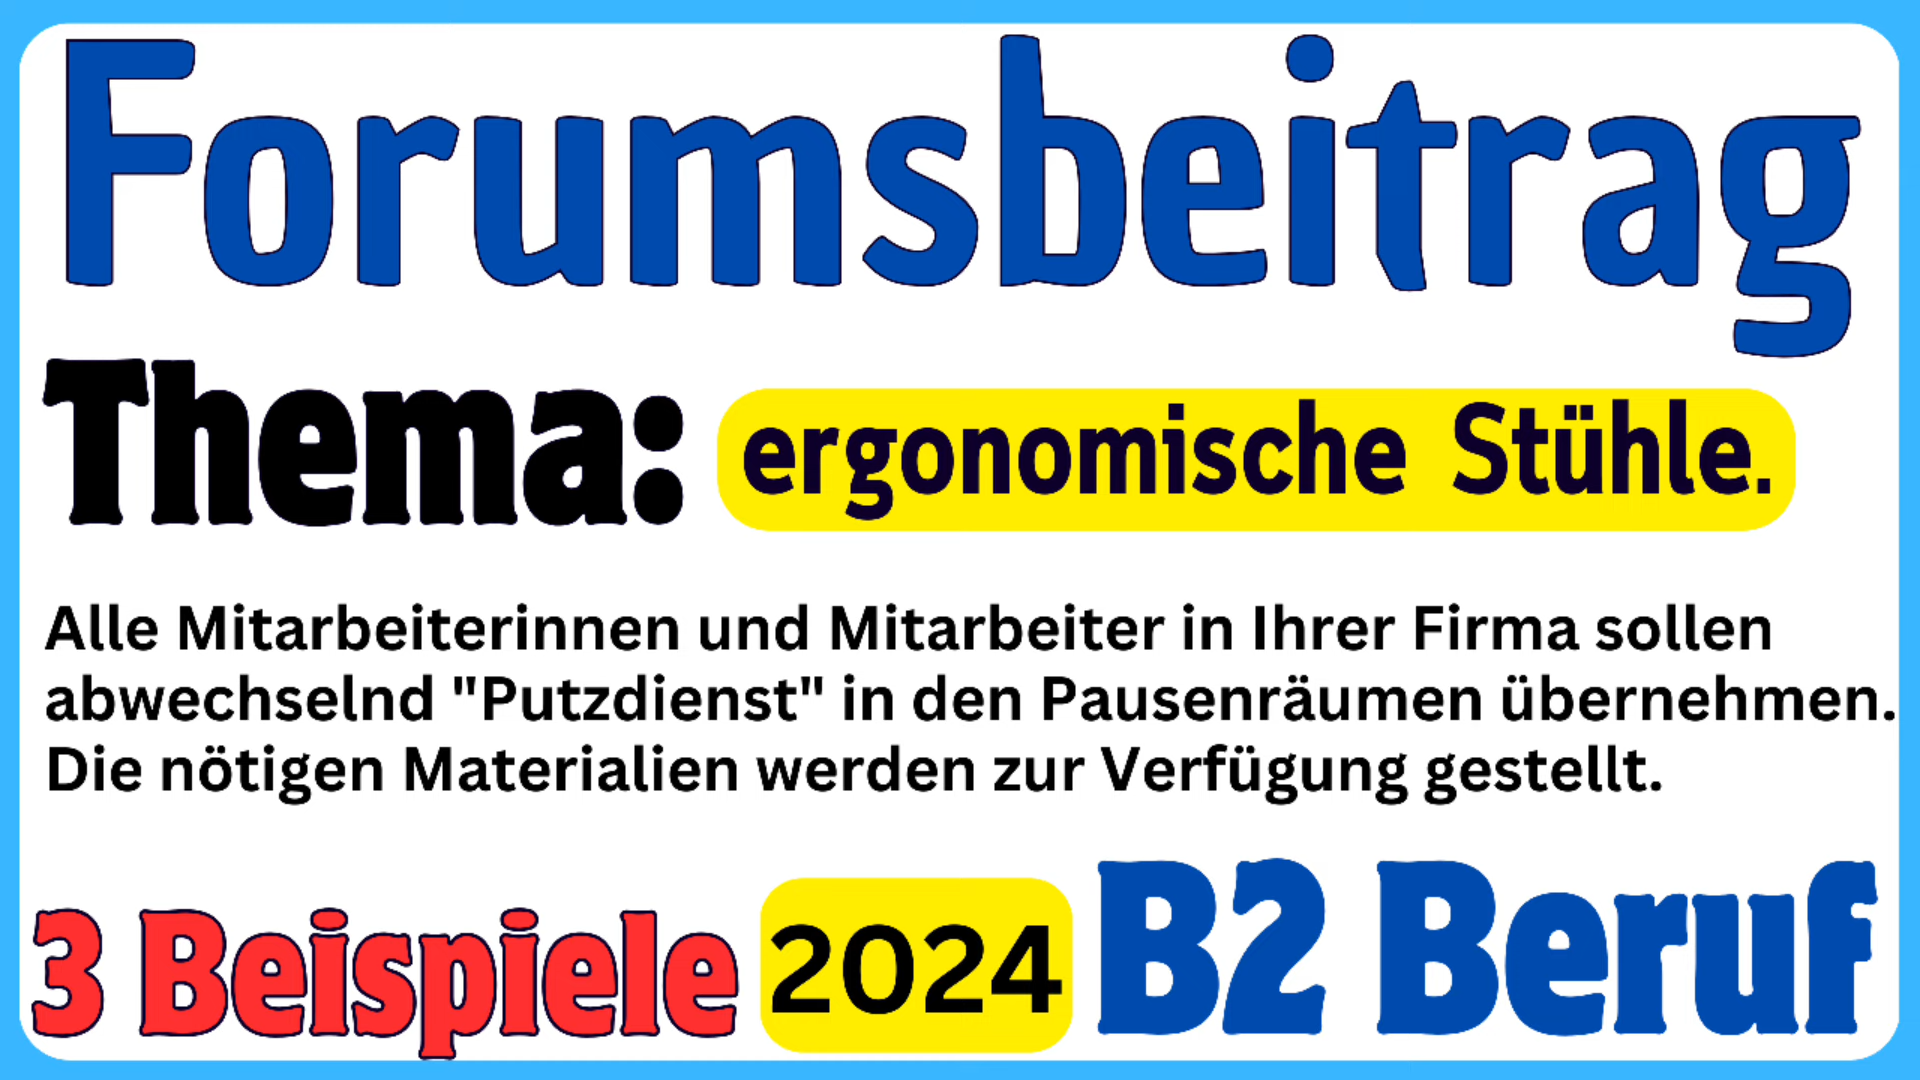 Forumsbeitrag
Thema: ergonomische Stühle.
Alle Mitarbeiterinnen und Mitarbeiter in Ihrer Firma sollen
abwechselnd "Putzdienst" in den Pausenräumen übernehmen.
Die nötigen Materialien werden zur Verfügung gestellt.
3 Beispiele 2024 B2 Beruf